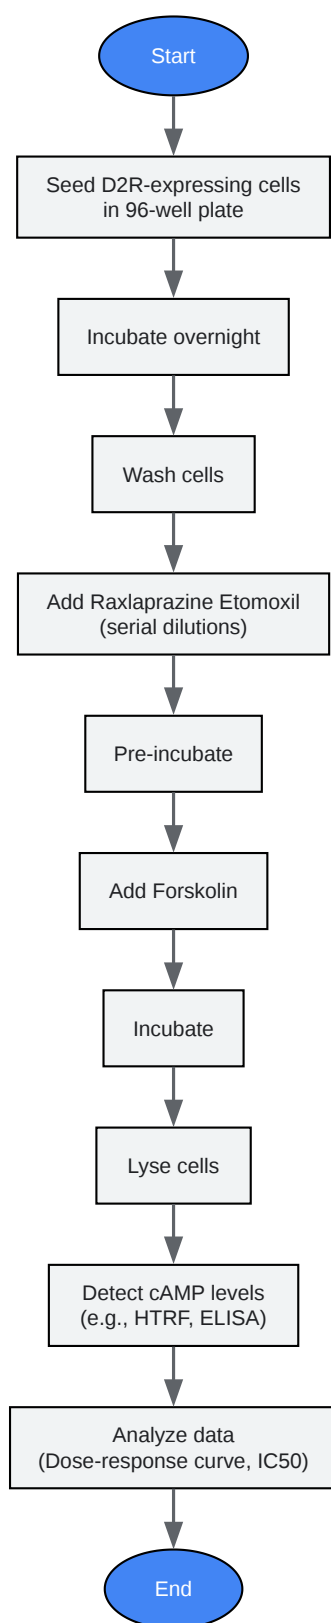 Start
Seed D2R-expressing cells
in 96-well plate
Incubate overnight
Wash cells
Add Raxlaprazine Etomoxil
(serial dilutions)
Pre-incubate
Add Forskolin
Incubate
Lyse cells
Detect cAMP levels
(e.g., HTRF, ELISA)
Analyze data
(Dose-response curve, IC50)
End